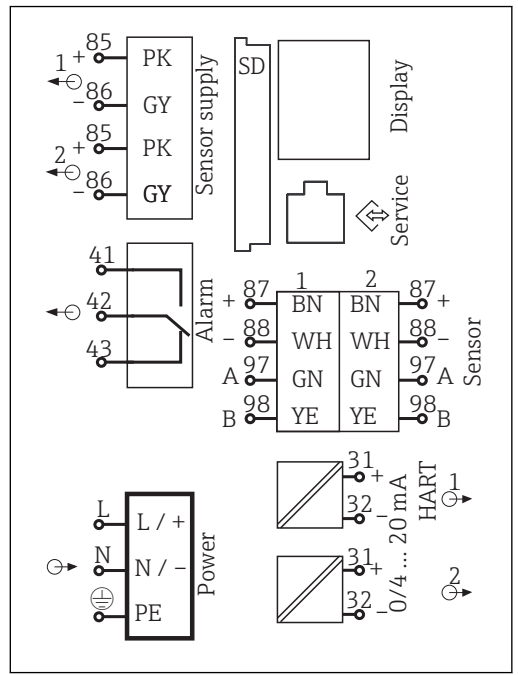 85
1 + PK
86
− GY
85
2 + PK
86
− GY
Sensor supply
SD
Display
Service
41
42
43
Alarm
1 2
87 BN BN 87
+ +
88 WH WH 88
− −
97 GN GN 97
A A
98 YE YE 98
B B
Sensor
L L / +
N N / −
PE
Power
31
+
32
−
31
+
32
−
0/4 ... 20 mA
HART
1
2